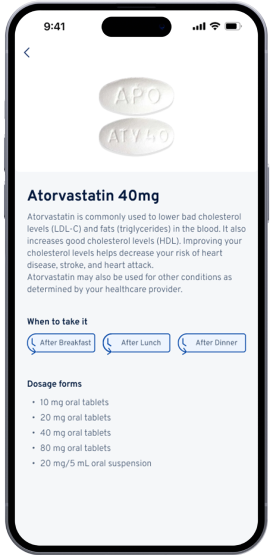 9:41
APO
ATV40
Atorvastatin 40mg
Atorvastatin is commonly used to lower bad cholesterol
levels (LDL-C) and fats (triglycerides) in the blood. It also
increases good cholesterol levels (HDL). Improving your
cholesterol levels helps decrease your risk of heart
disease, stroke, and heart attack.
Atorvastatin may also be used for other conditions as
determined by your healthcare provider.
When to take it
After Breakfast After Lunch After Dinner
Dosage forms
• 10 mg oral tablets
• 20 mg oral tablets
• 40 mg oral tablets
• 80 mg oral tablets
• 20 mg/5 mL oral suspension